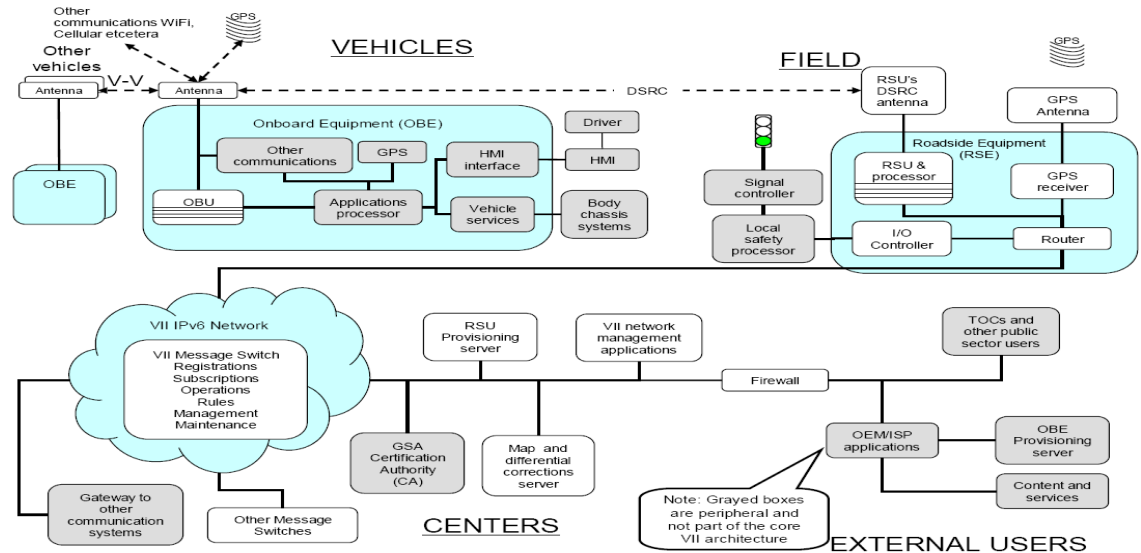 Other
communications WiFi,
Cellular etcetera
GPS
VEHICLES
FIELD
GPS
Other
vehicles
V-V
Antenna
Antenna
DSRC
RSU's
DSRC
antenna
GPS
Antenna
Onboard Equipment (OBE)
Driver
Other
communications
GPS
HMI
interface
HMI
OBE
OBU
Applications
processor
Vehicle
services
Body
chassis
systems
Roadside Equipment
(RSE)
Signal
controller
RSU &
processor
GPS
receiver
Local
safety
processor
I/O
Controller
Router
VII IPv6 Network
VII Message Switch
Registrations
Subscriptions
Operations
Rules
Management
Maintenance
RSU
Provisioning
server
VII network
management
applications
TOCs and
other public
sector users
Firewall
GSA
Certification
Authority
(CA)
Map and
differential
corrections
server
OEM/ISP
applications
OBE
Provisioning
server
Content and
services
Gateway to
other
communication
systems
Other Message
Switches
CENTERS
Note: Grayed boxes
are peripheral and
not part of the core
VII architecture
EXTERNAL USERS